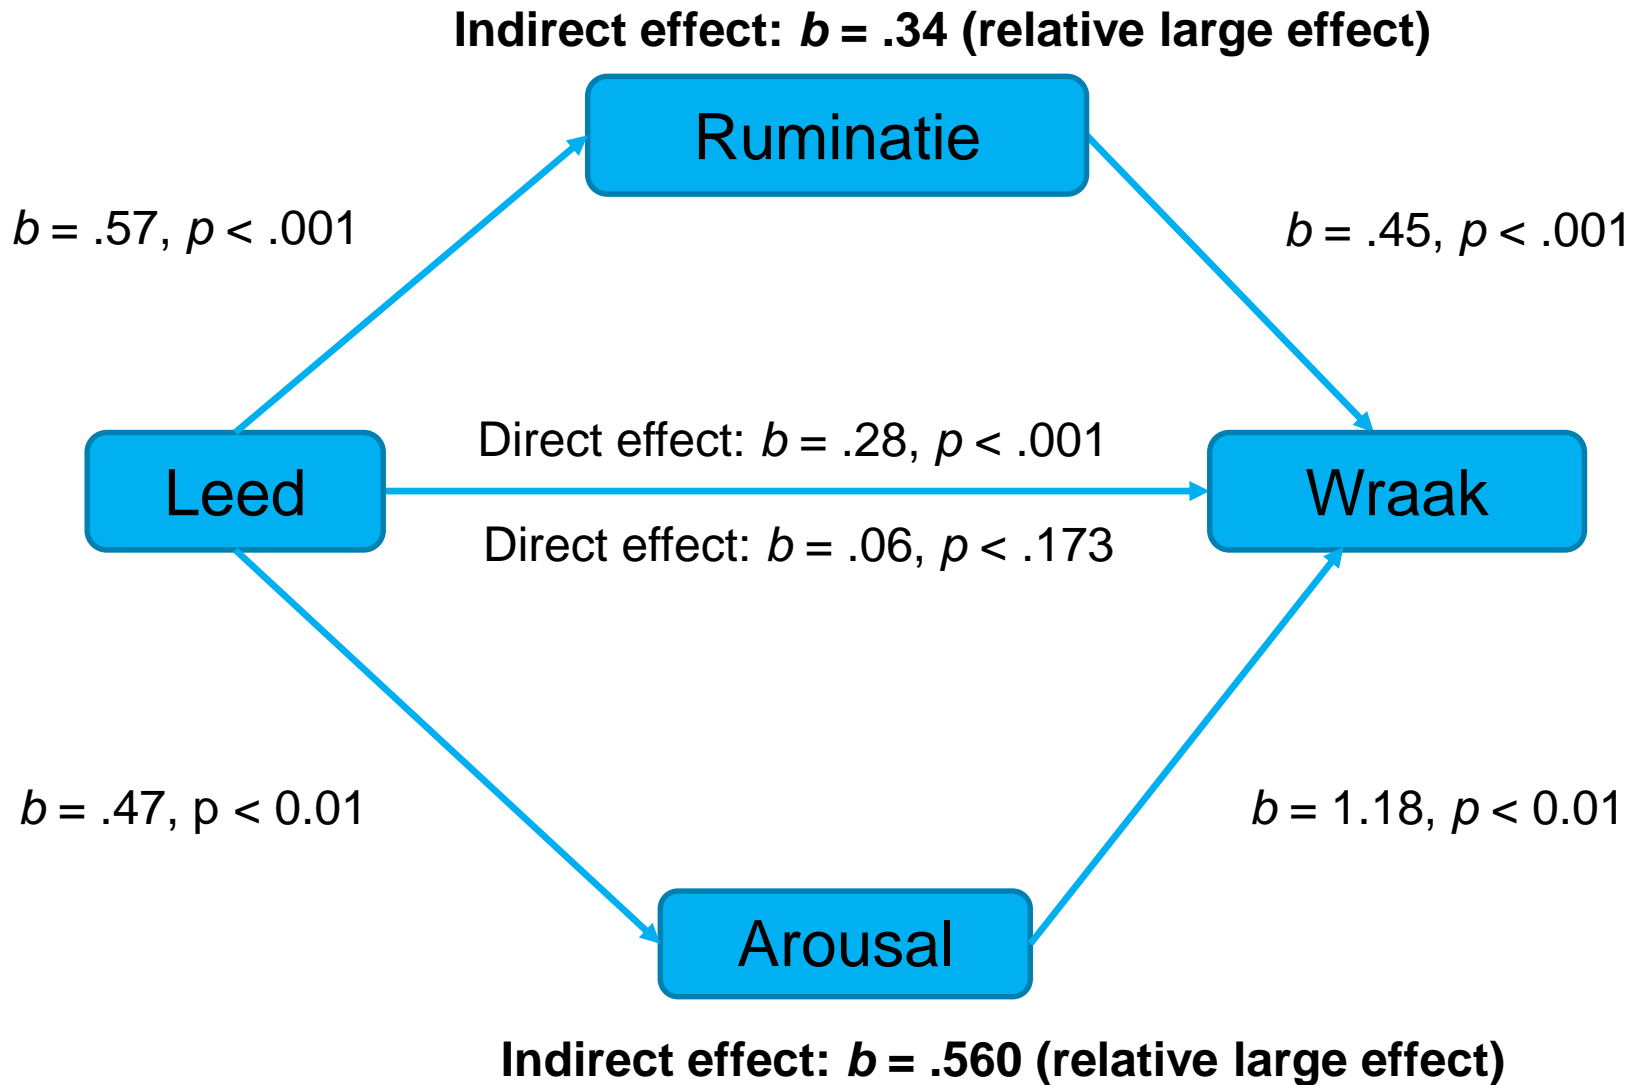 Indirect effect: b = .34 (relative large effect)
Ruminatie
b = .57, p < .001
b = .45, p < .001
Direct effect: b = .28, p < .001
Leed
Wraak
Direct effect: b = .06, p < .173
b = .47, p < 0.01
b = 1.18, p < 0.01
Arousal
Indirect effect: b = .560 (relative large effect)